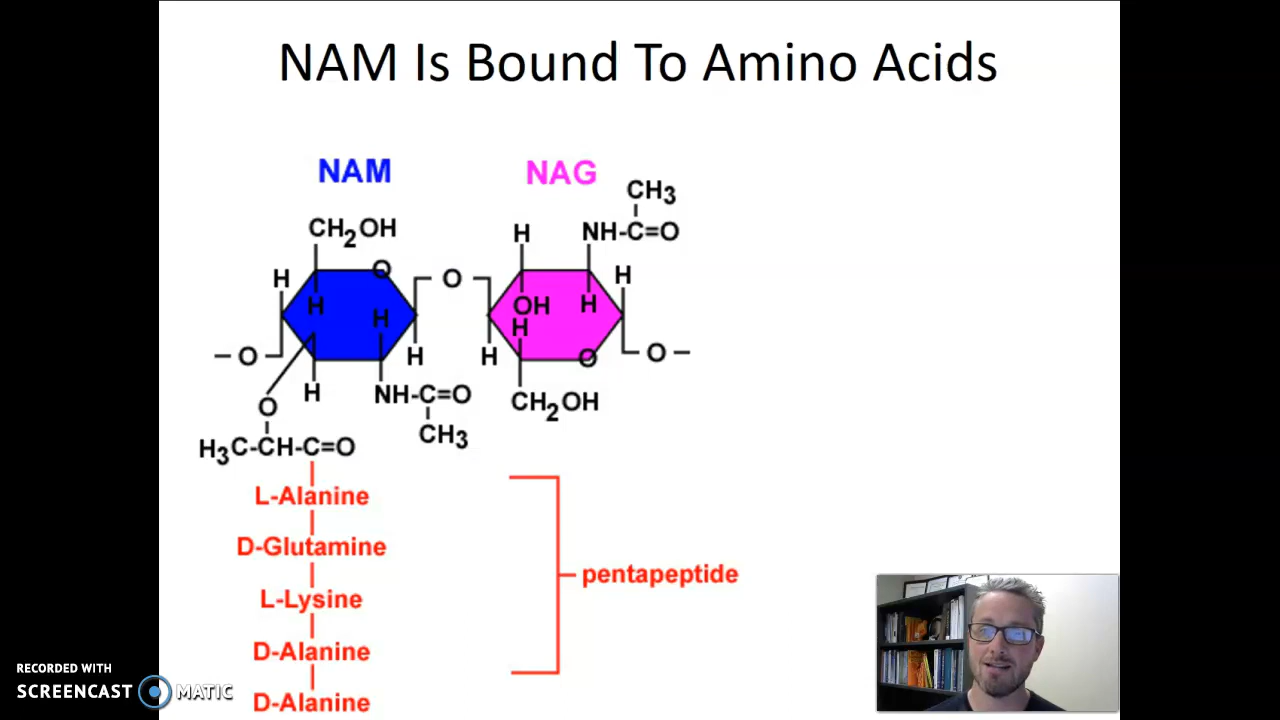 NAM Is Bound To Amino Acids
NAM
NAG
CH3
CH2OH
H
NH-C=O
H
O
H
H
OH
H
H
H
H
O
O
H
H
O
O
H
NH-C=O
CH2OH
O
CH3
H3C-CH-C=O
L-Alanine
D-Glutamine
pentapeptide
L-Lysine
D-Alanine
D-Alanine
RECORDED WITH
SCREENCAST MATIC